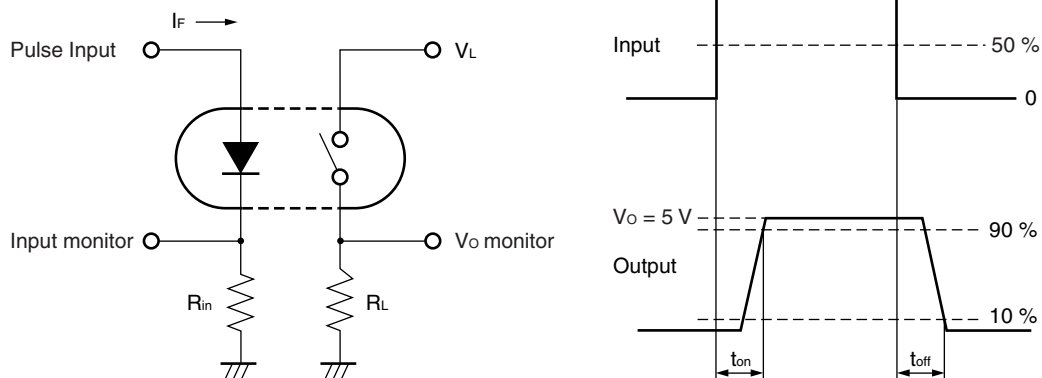 IF
Pulse Input
VL
Input monitor
VO monitor
Rin
RL
Input
50 %
0
VO = 5 V
90 %
Output
10 %
ton
toff